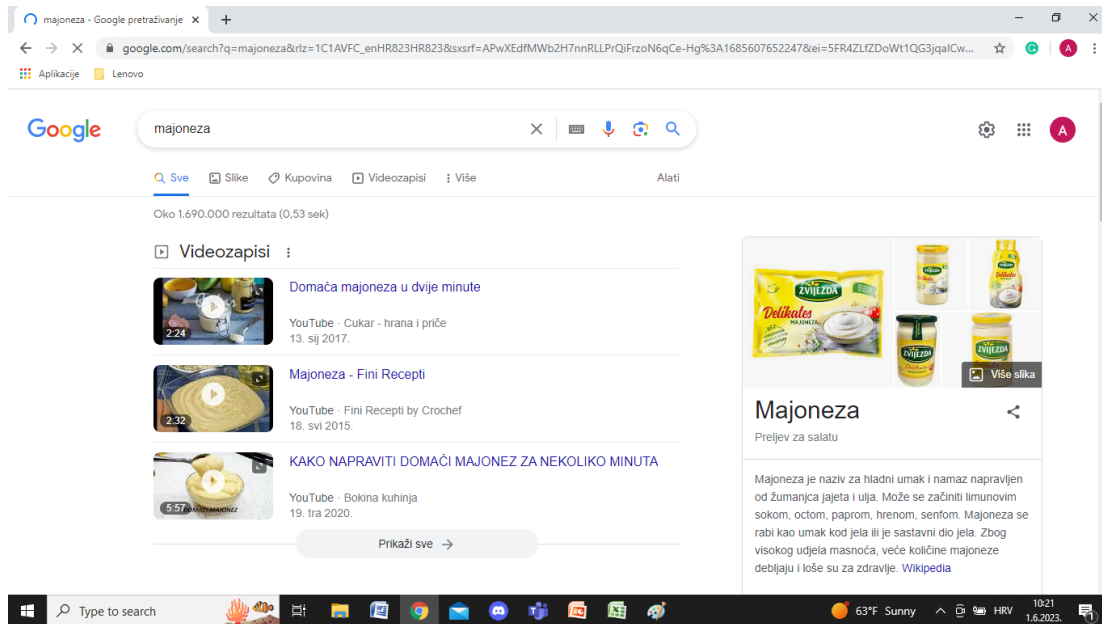 majoneza - Google pretraživanje
google.com/search?q=majoneza&rlz=1C1AVFC_enHR823HR823&sxsrf=APwXEdfMWb2H7nnRLLPrQiFrzoN6qCe-Hg%3A1685607652247&ei=5FR4ZLfZDoWt1QG3jqalCw...
A
Aplikacije Lenovo
Google
majoneza
A
Sve Slike Kupovina Videozapisi Više Alati
Oko 1.690.000 rezultata (0,53 sek)
Videozapisi
Domaća majoneza u dvije minute
YouTube · Cukar - hrana i priče
13. sij 2017.
2:24
Majoneza - Fini Recepti
YouTube · Fini Recepti by Crochef
18. svi 2015.
2:32
KAKO NAPRAVITI DOMAĆI MAJONEZ ZA NEKOLIKO MINUTA
YouTube · Bokina kuhinja
19. tra 2020.
5:57
DOMAĆI MAJONEZ
Prikaži sve
ZVIJEZDA
Delikates
MAJONEZA
ZVIJEZDA
ZVIJEZDA
Više slika
Majoneza
Preljev za salatu
Majoneza je naziv za hladni umak i namaz napravljen
od žumanjca jajeta i ulja. Može se začiniti limunovim
sokom, octom, paprom, hrenom, senfom. Majoneza se
rabi kao umak kod jela ili je sastavni dio jela. Zbog
visokog udjela masnoća, veće količine majoneze
debljaju i loše su za zdravlje. Wikipedia
Type to search
63°F Sunny
HRV
10:21
1.6.2023.
1